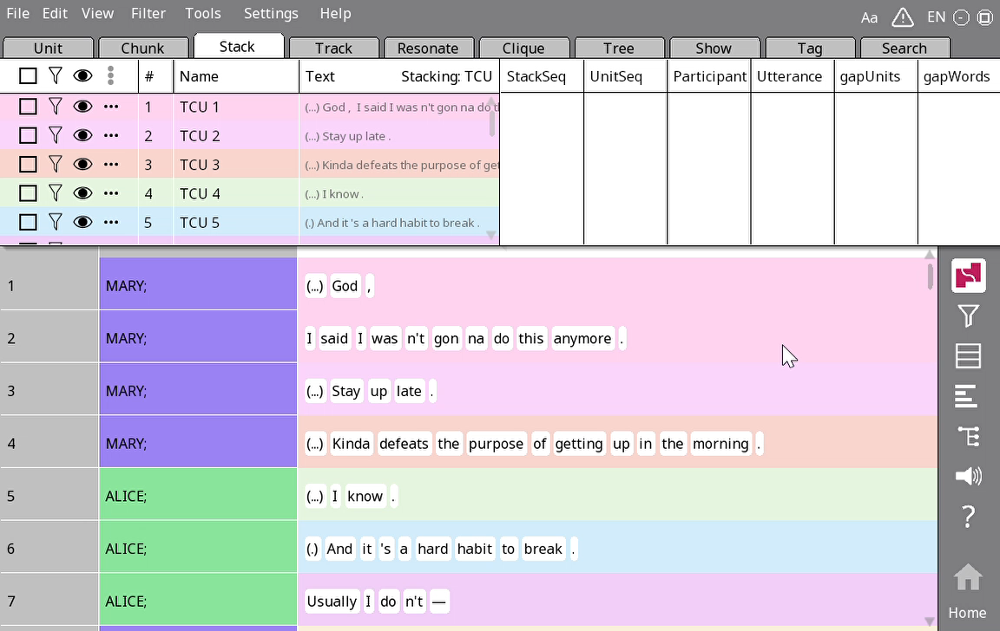 File Edit View Filter Tools Settings Help Aa EN
Unit Chunk Stack Track Resonate Clique Tree Show Tag Search
# Name Text Stacking: TCU StackSeq UnitSeq Participant Utterance gapUnits gapWords
1 TCU 1 (...) God , I said I was n't gon na do
2 TCU 2 (...) Stay up late .
3 TCU 3 (...) Kinda defeats the purpose of get
4 TCU 4 (...) I know .
5 TCU 5 (.) And it 's a hard habit to break .
1 MARY; (...) God ,
2 MARY; I said I was n't gon na do this anymore .
3 MARY; (...) Stay up late .
4 MARY; (...) Kinda defeats the purpose of getting up in the morning .
5 ALICE; (...) I know .
6 ALICE; (.) And it 's a hard habit to break .
7 ALICE; Usually I do n't —
?
Home